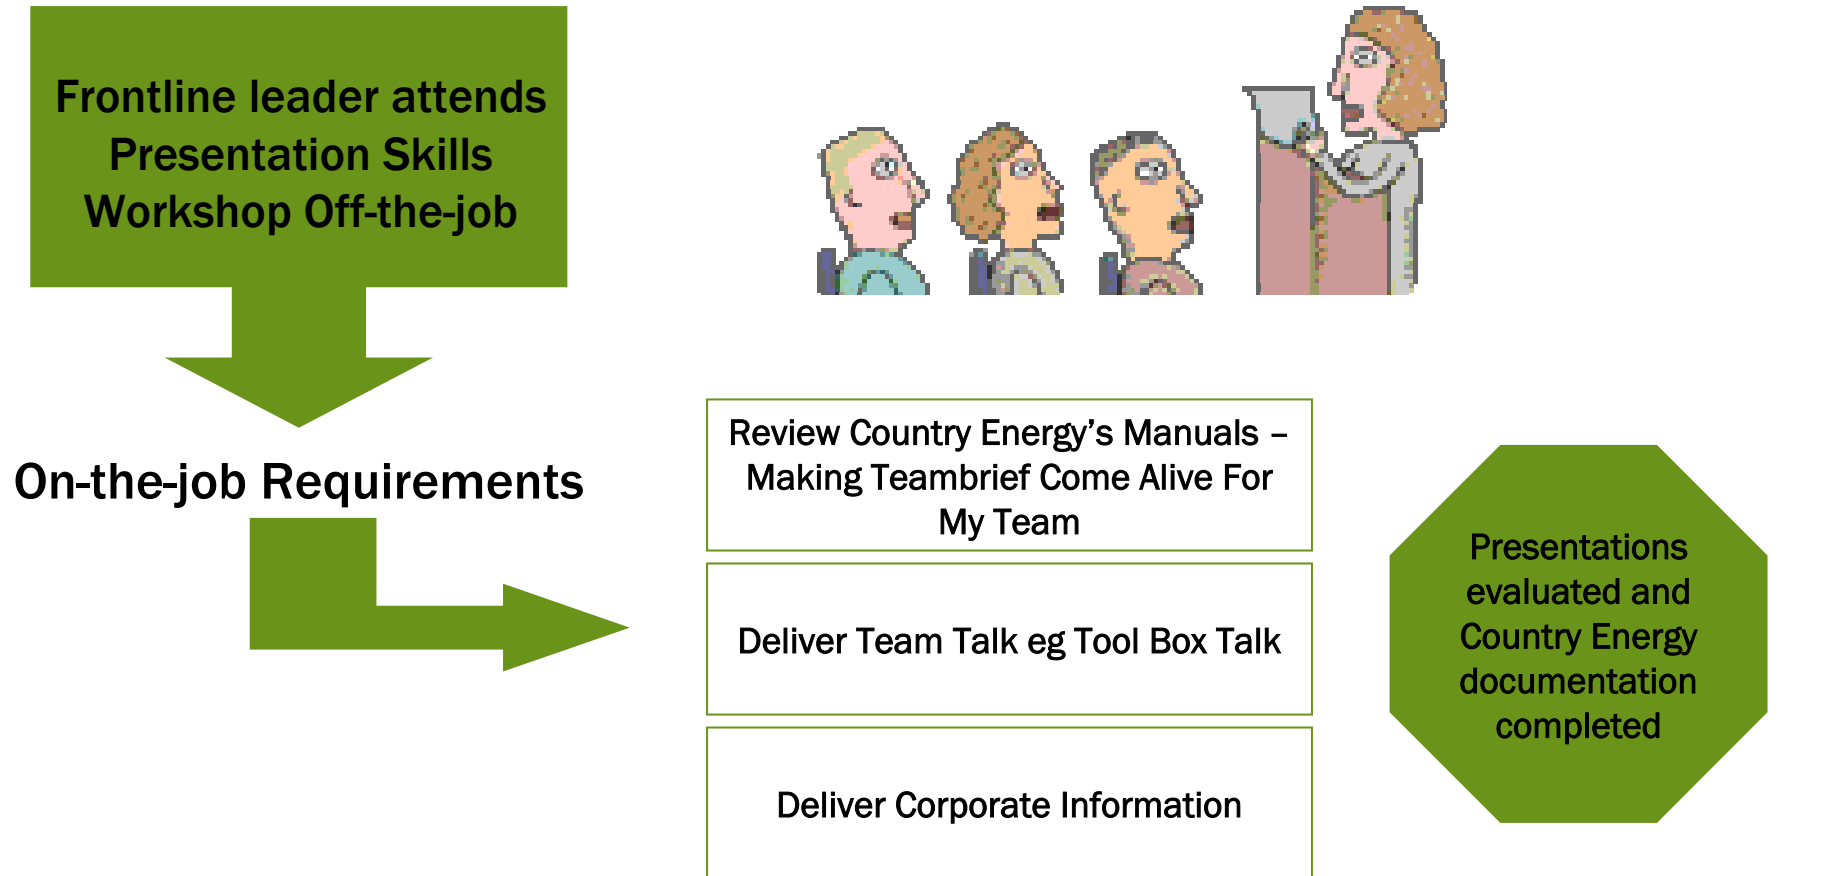 Frontline leader attends
Presentation Skills
Workshop Off-the-job
On-the-job Requirements
Review Country Energy’s Manuals –
Making Teambrief Come Alive For
My Team
Deliver Team Talk eg Tool Box Talk
Deliver Corporate Information
Presentations
evaluated and
Country Energy
documentation
completed